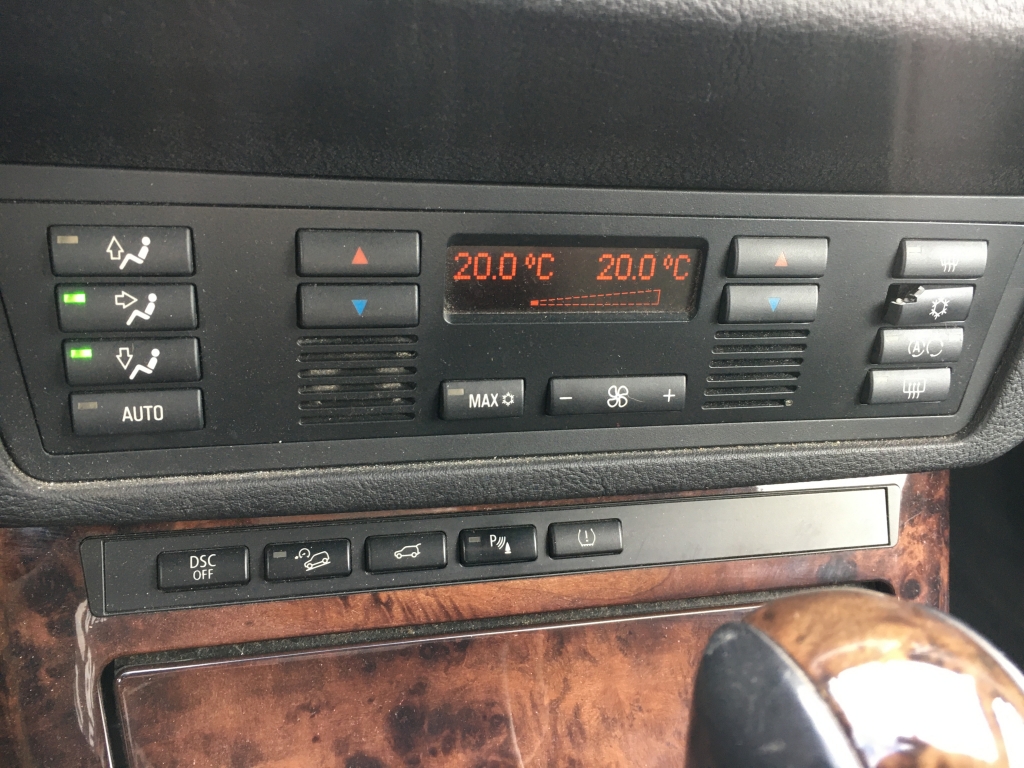 20.0 °C 20.0 °C
AUTO
MAX
− +
(A)
DSC
OFF
P
(!)